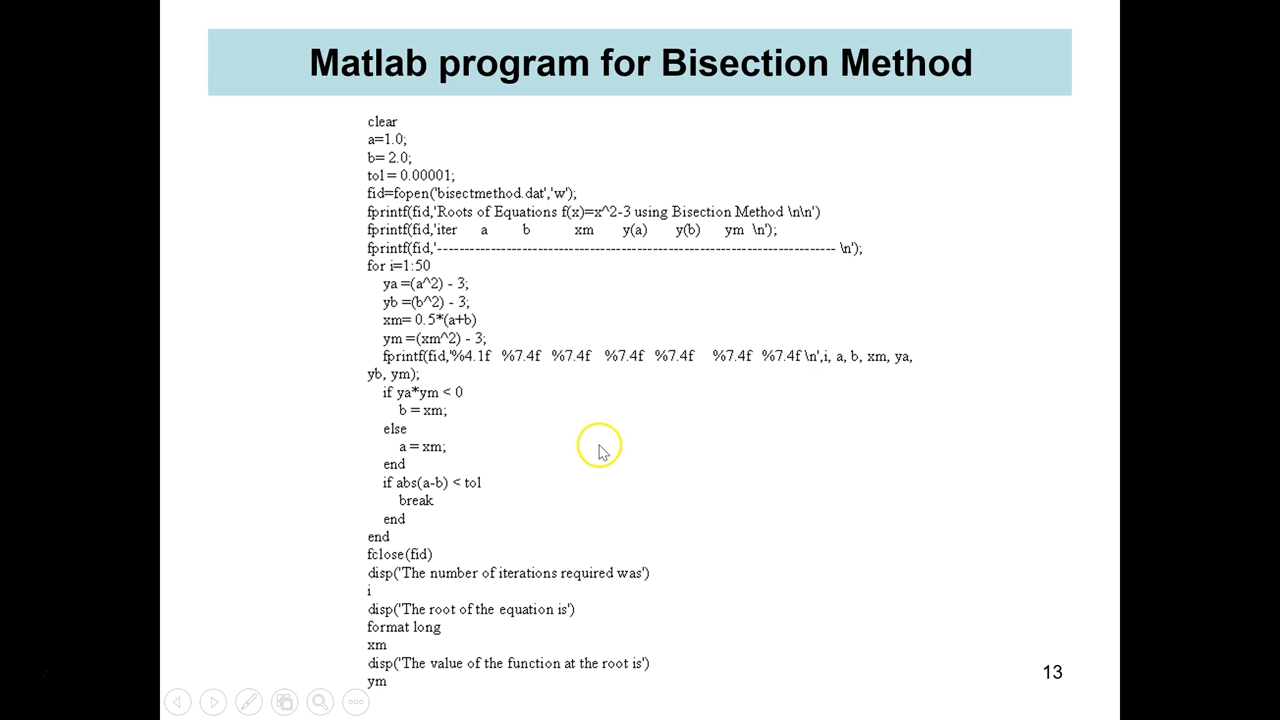 Matlab program for Bisection Method
clear
a=1.0;
b= 2.0;
tol = 0.00001;
fid=fopen('bisectmethod.dat','w');
fprintf(fid,'Roots of Equations f(x)=x^2-3 using Bisection Method \n\n')
fprintf(fid,'iter a b xm y(a) y(b) ym \n');
fprintf(fid,'--------------------------------------------------------------------------- \n');
for i=1:50
ya =(a^2) - 3;
yb =(b^2) - 3;
xm= 0.5*(a+b)
ym =(xm^2) - 3;
fprintf(fid,'%4.1f %7.4f %7.4f %7.4f %7.4f %7.4f %7.4f \n',i, a, b, xm, ya,
yb, ym);
if ya*ym < 0
b = xm;
else
a = xm;
end
if abs(a-b) < tol
break
end
end
fclose(fid)
disp('The number of iterations required was')
i
disp('The root of the equation is')
format long
xm
disp('The value of the function at the root is')
ym
13